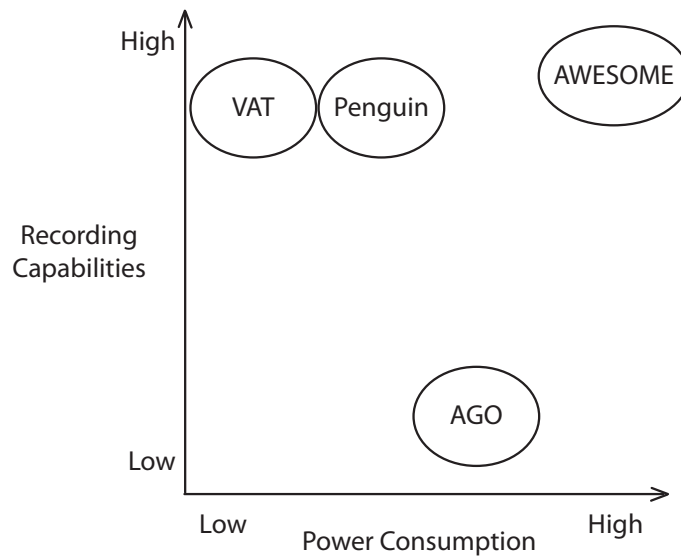 High
AWESOME
VAT
Penguin
Recording
Capabilities
AGO
Low
Low
High
Power Consumption